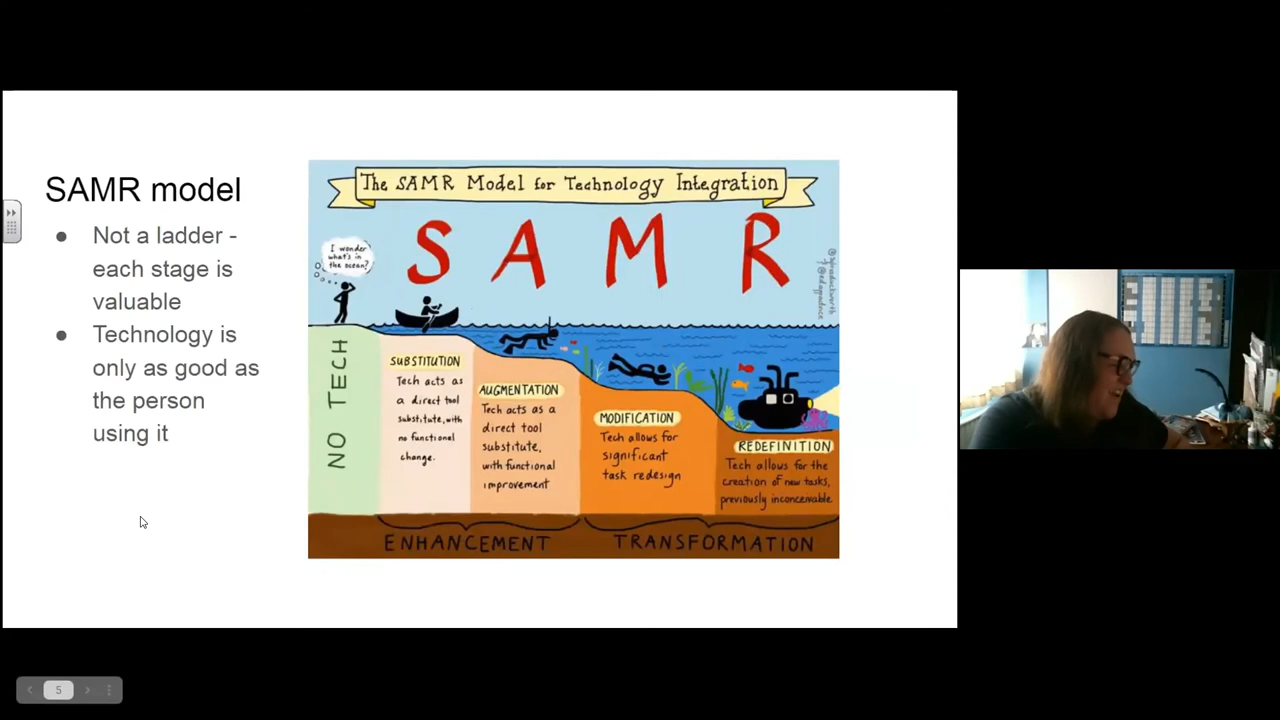 SAMR model
● Not a ladder -
each stage is
valuable
● Technology is
only as good as
the person
using it
The SAMR Model for Technology Integration
S A M R
I wonder
what's in
the ocean?
NO TECH
SUBSTITUTION
Tech acts as
a direct tool
substitute, with
no functional
change.
AUGMENTATION
Tech acts as a
direct tool
substitute,
with functional
improvement
MODIFICATION
Tech allows for
significant
task redesign
REDEFINITION
Tech allows for the
creation of new tasks,
previously inconceivable.
ENHANCEMENT
TRANSFORMATION
5